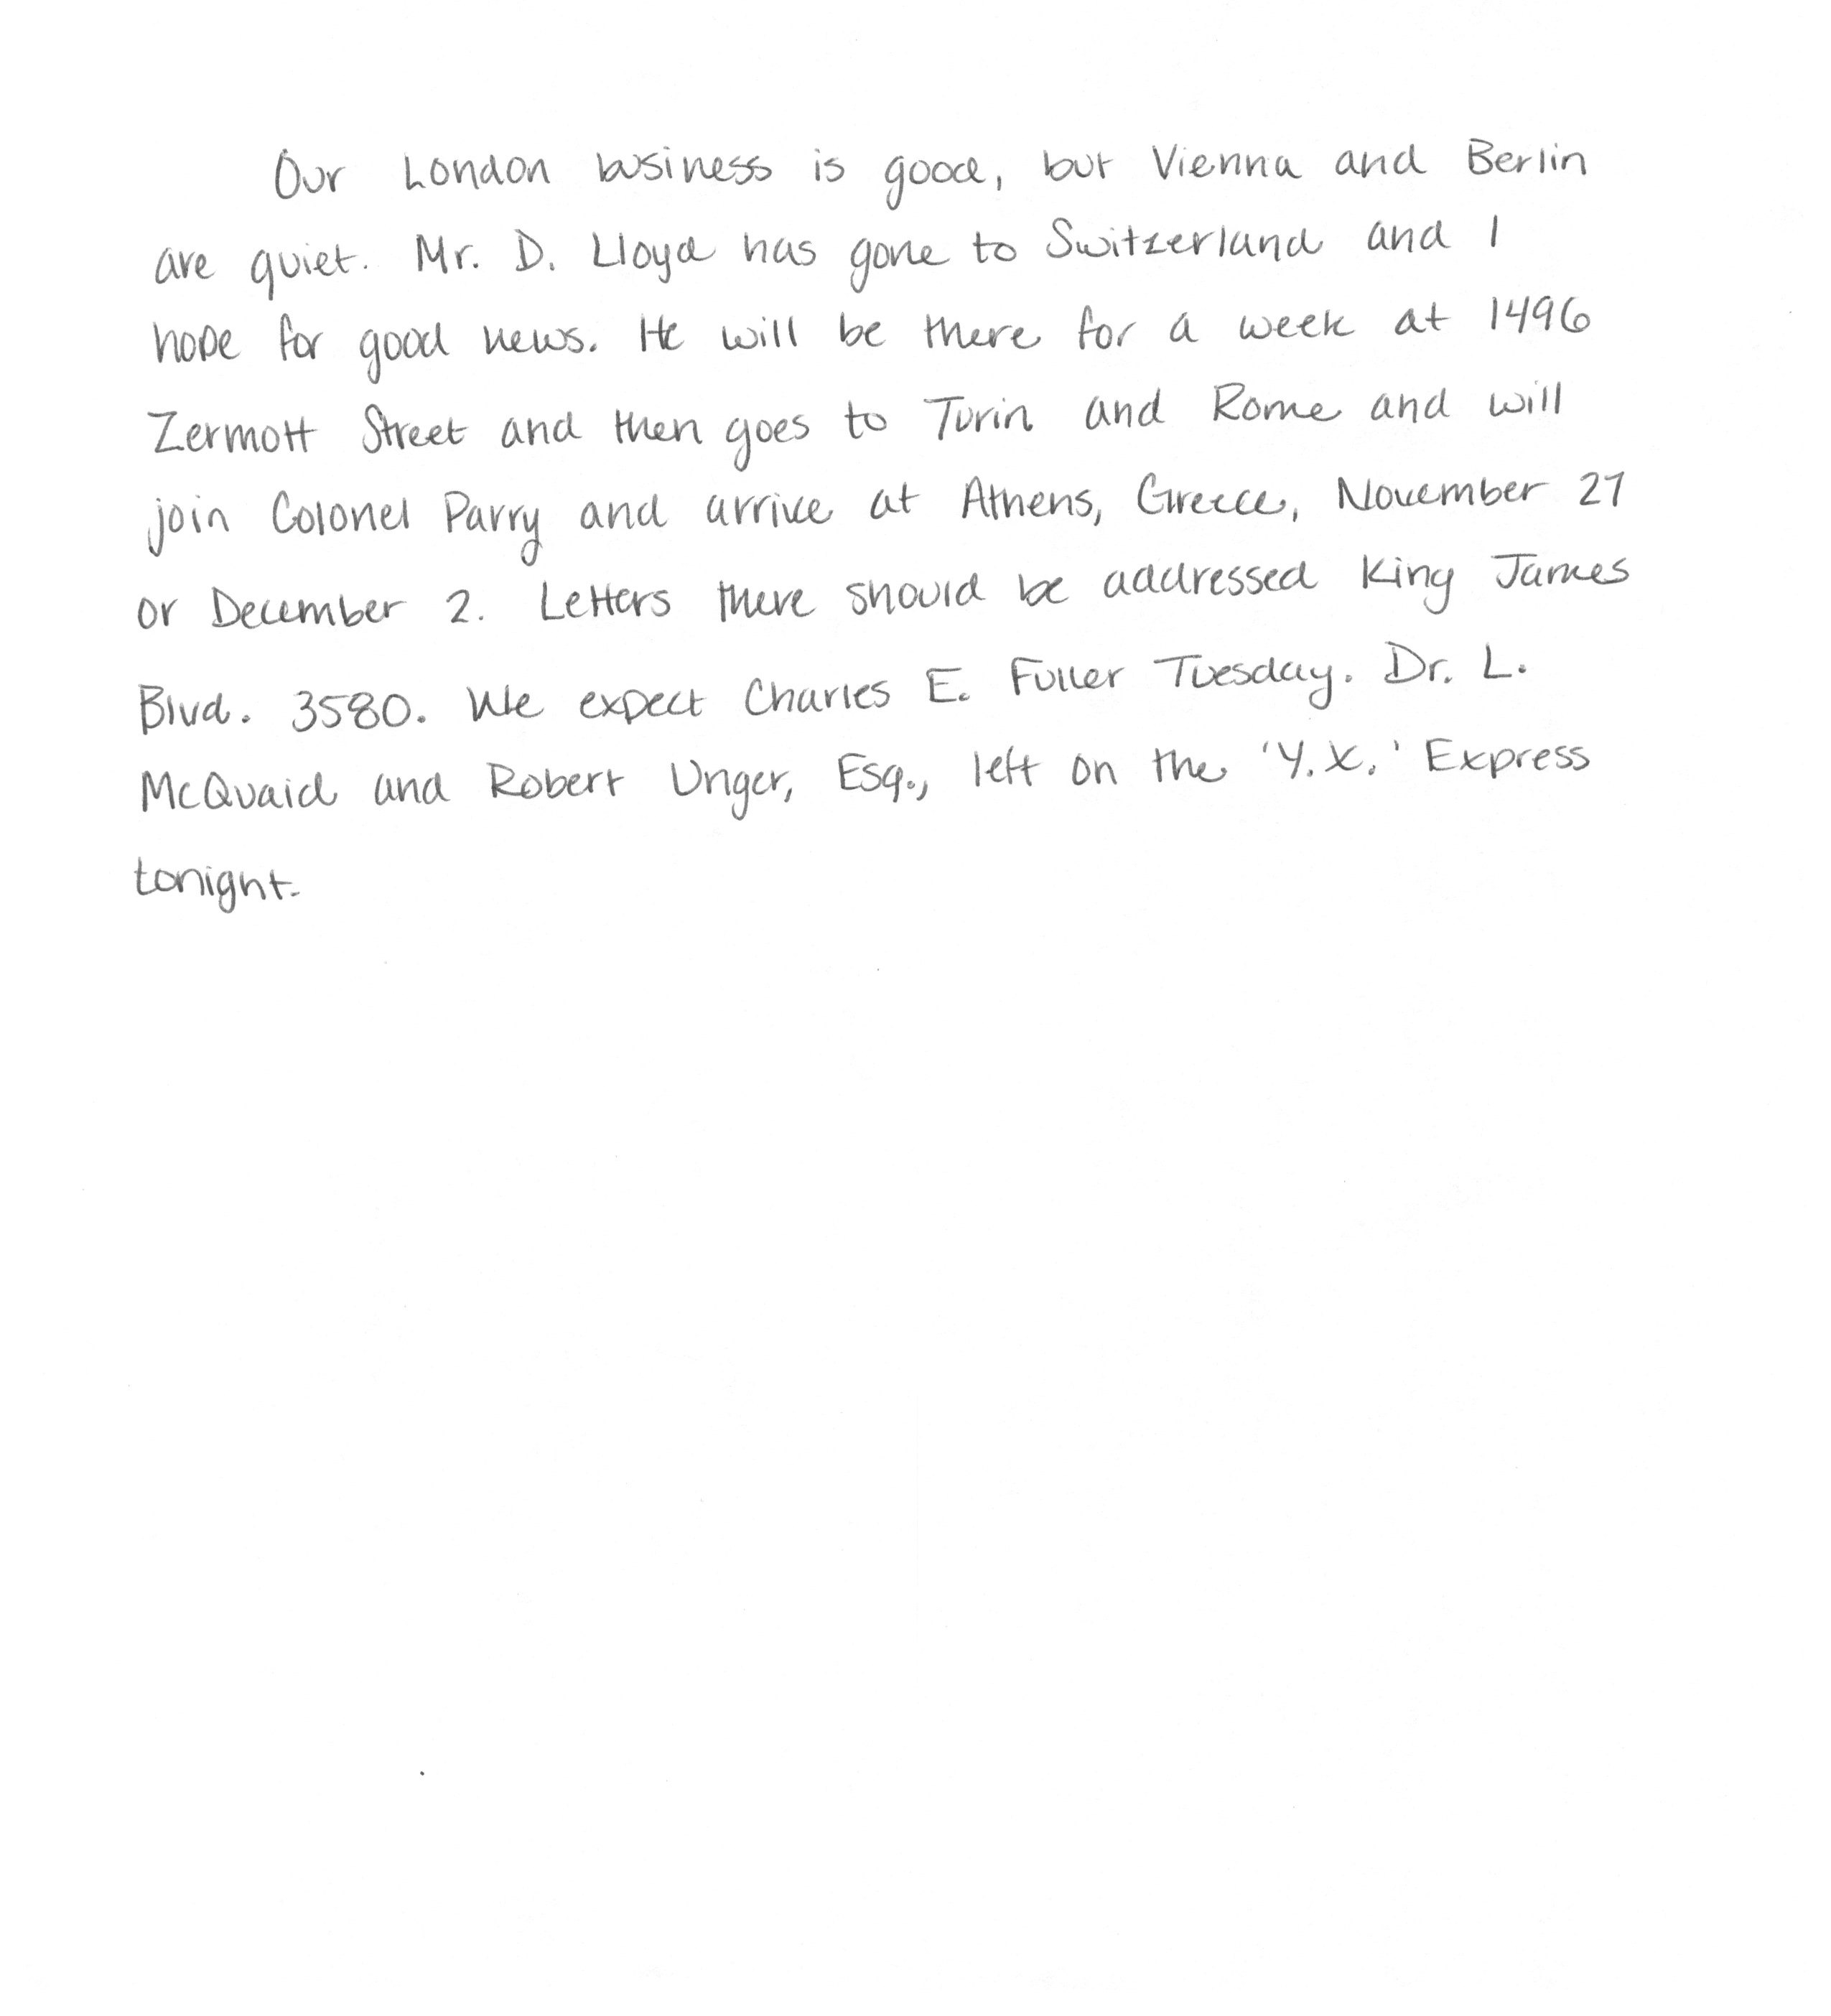 Our London business is good, but Vienna and Berlin
are quiet. Mr. D. Lloyd has gone to Switzerland and I
hope for good news. He will be there for a week at 1496
Zermott Street and then goes to Turin and Rome and will
join Colonel Parry and arrive at Athens, Greece, November 27
or December 2. Letters there should be addressed King James
Blvd. 3580. We expect Charles E. Fuller Tuesday. Dr. L.
McQuaid and Robert Unger, Esq., left on the 'Y.X.' Express
tonight.